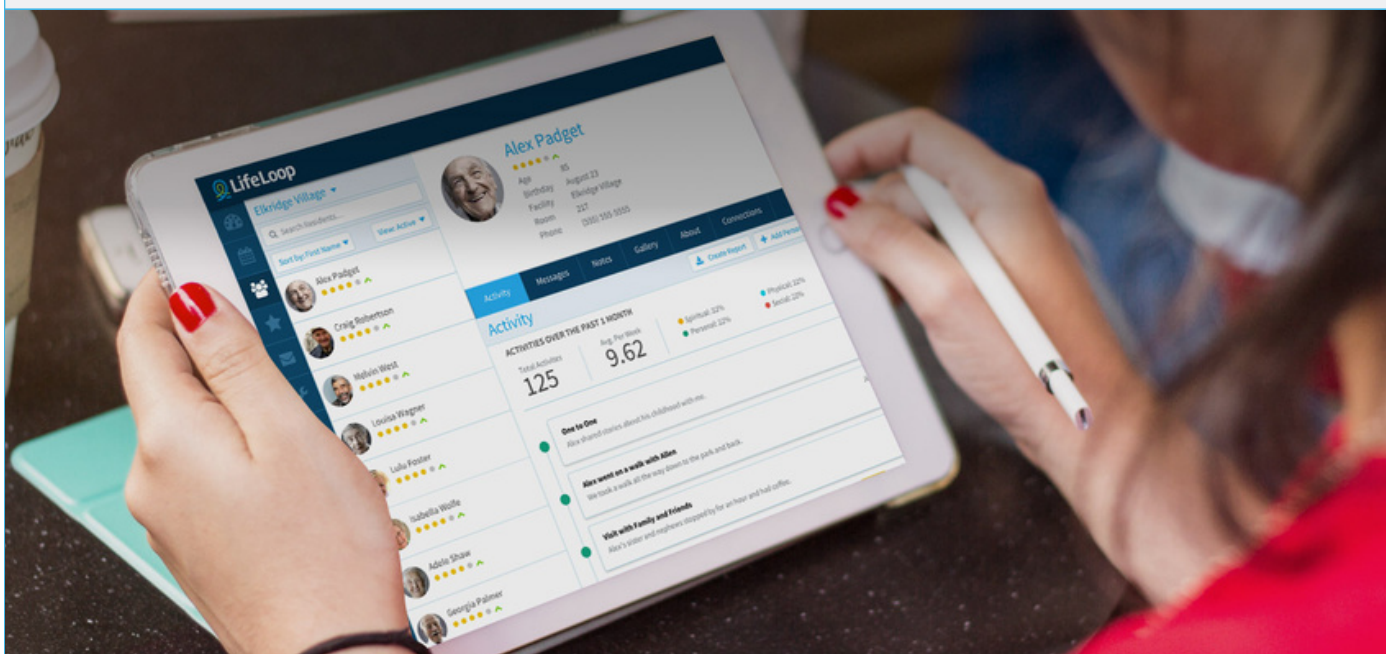 LifeLoop
Elkridge Village
Search Residents...
Sort by: First Name
View: Active
Alex Padget
Craig Robertson
Melvin West
Louisa Wagner
Lulu Foster
Isabella Wolfe
Adele Shaw
Georgia Palmer
Alex Padget
Age 85
Birthday August 23
Facility Elkridge Village
Room 217
Phone (555) 555-5555
Activity Messages Notes Gallery About Connections
Create Report
Activity
ACTIVITIES OVER THE PAST 1 MONTH
Total Activities
125
Avg. Per Week
9.62
Spiritual: 22%
Personal: 22%
Physical: 22%
Social: 22%
One to One
Alex shared stories about his childhood with me.
Alex went on a walk with Allen
We took a walk all the way down to the park and back.
Visit with Family and Friends
Alex's sister and nephews stopped by for an hour and had coffee.